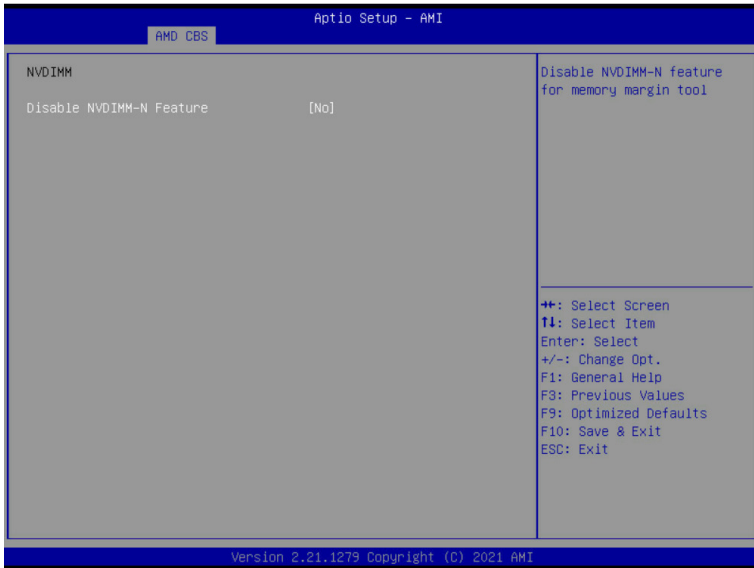 Aptio Setup – AMI
AMD CBS
NVDIMM
Disable NVDIMM-N Feature [No]
Disable NVDIMM-N feature
for memory margin tool
→←: Select Screen
↑↓: Select Item
Enter: Select
+/-: Change Opt.
F1: General Help
F3: Previous Values
F9: Optimized Defaults
F10: Save & Exit
ESC: Exit
Version 2.21.1279 Copyright (C) 2021 AMI